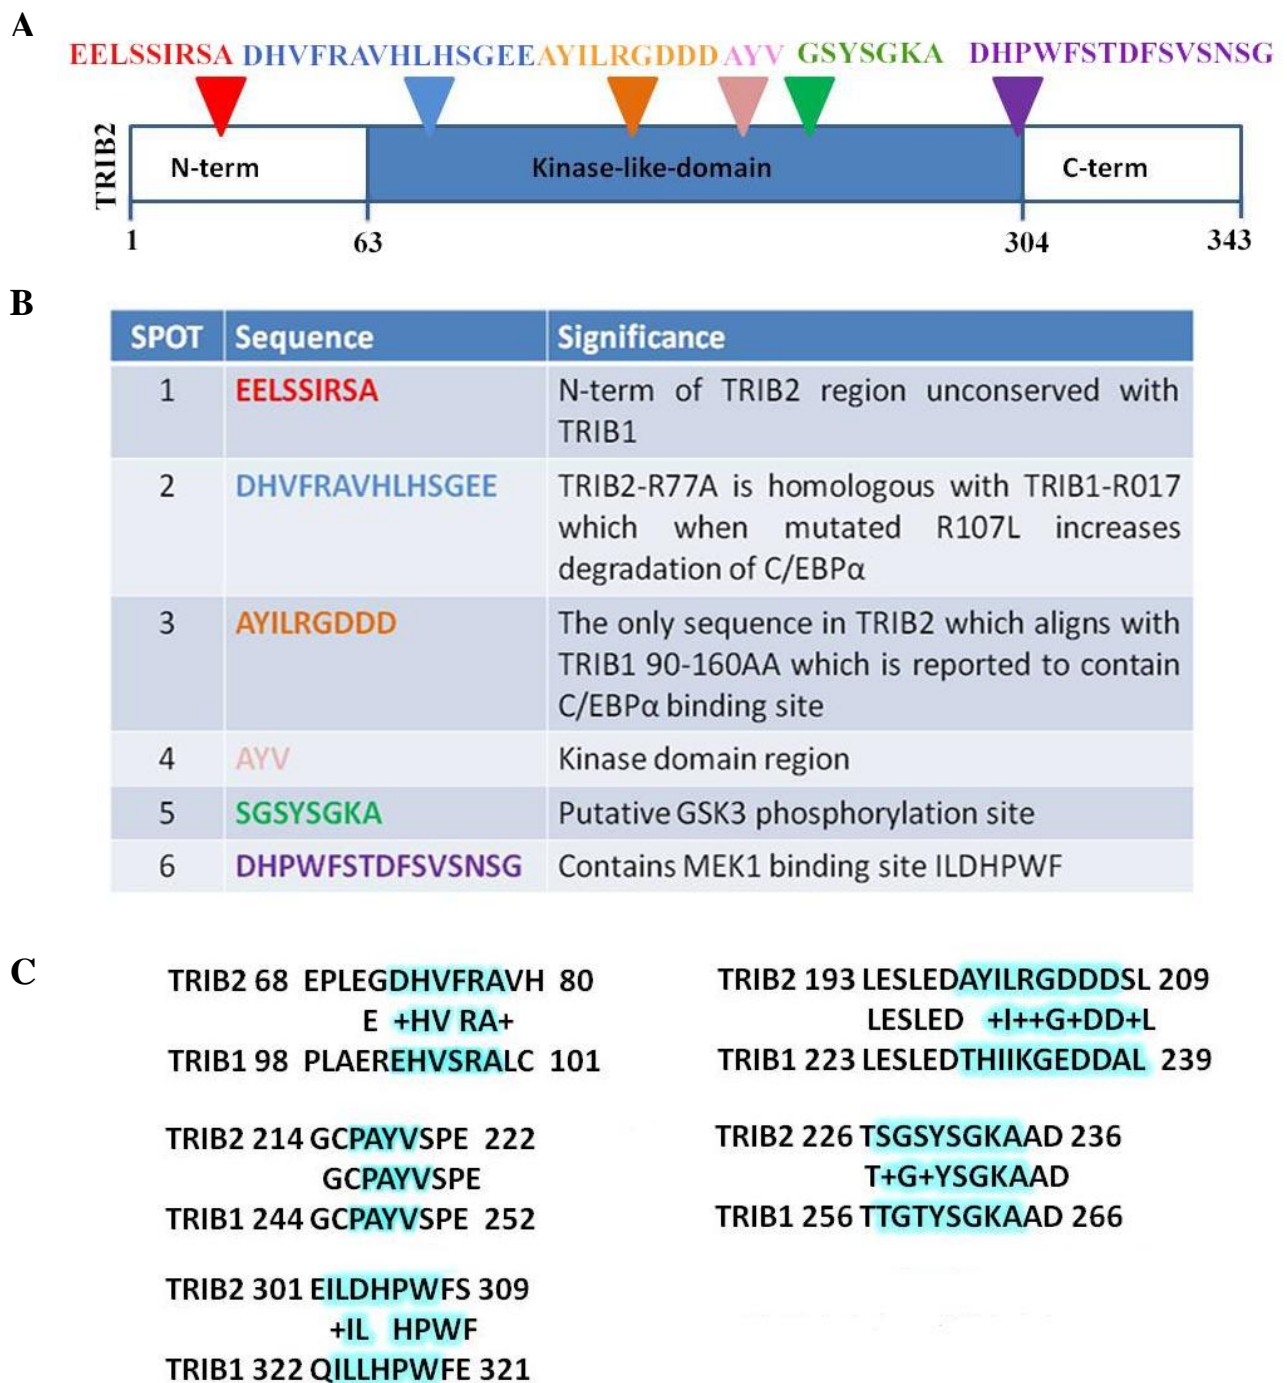 A
EELSSIRSA DHVFRAVHLHSGEEAYILRGDDD AYV GSYSGKA DHPWFSTDFSVSNSG
TRIB2
N-term Kinase-like-domain C-term
1 63 304 343
B
SPOT Sequence Significance
1 EELSSIRSA N-term of TRIB2 region unconserved with
TRIB1
2 DHVFRAVHLHSGEE TRIB2-R77A is homologous with TRIB1-R017
which when mutated R107L increases
degradation of C/EBPα
3 AYILRGDDD The only sequence in TRIB2 which aligns with
TRIB1 90-160AA which is reported to contain
C/EBPα binding site
4 AYV Kinase domain region
5 SGSYSGKA Putative GSK3 phosphorylation site
6 DHPWFSTDFSVSNSG Contains MEK1 binding site ILDHPWF
C
TRIB2 68 EPLEGDHVFRAVH 80
E +HV RA+
TRIB1 98 PLAEREHVSRALC 101
TRIB2 193 LESLEDAYILRGDDDSL 209
LESLED +I++G+DD+L
TRIB1 223 LESLEDTHIIKGEDDAL 239
TRIB2 214 GCPAYVSPE 222
GCPAYVSPE
TRIB1 244 GCPAYVSPE 252
TRIB2 226 TSGSYSGKAAD 236
T+G+YSGKAAD
TRIB1 256 TTGTYSGKAAD 266
TRIB2 301 EILDHPWFS 309
+IL HPWF
TRIB1 322 QILLHPWFE 321